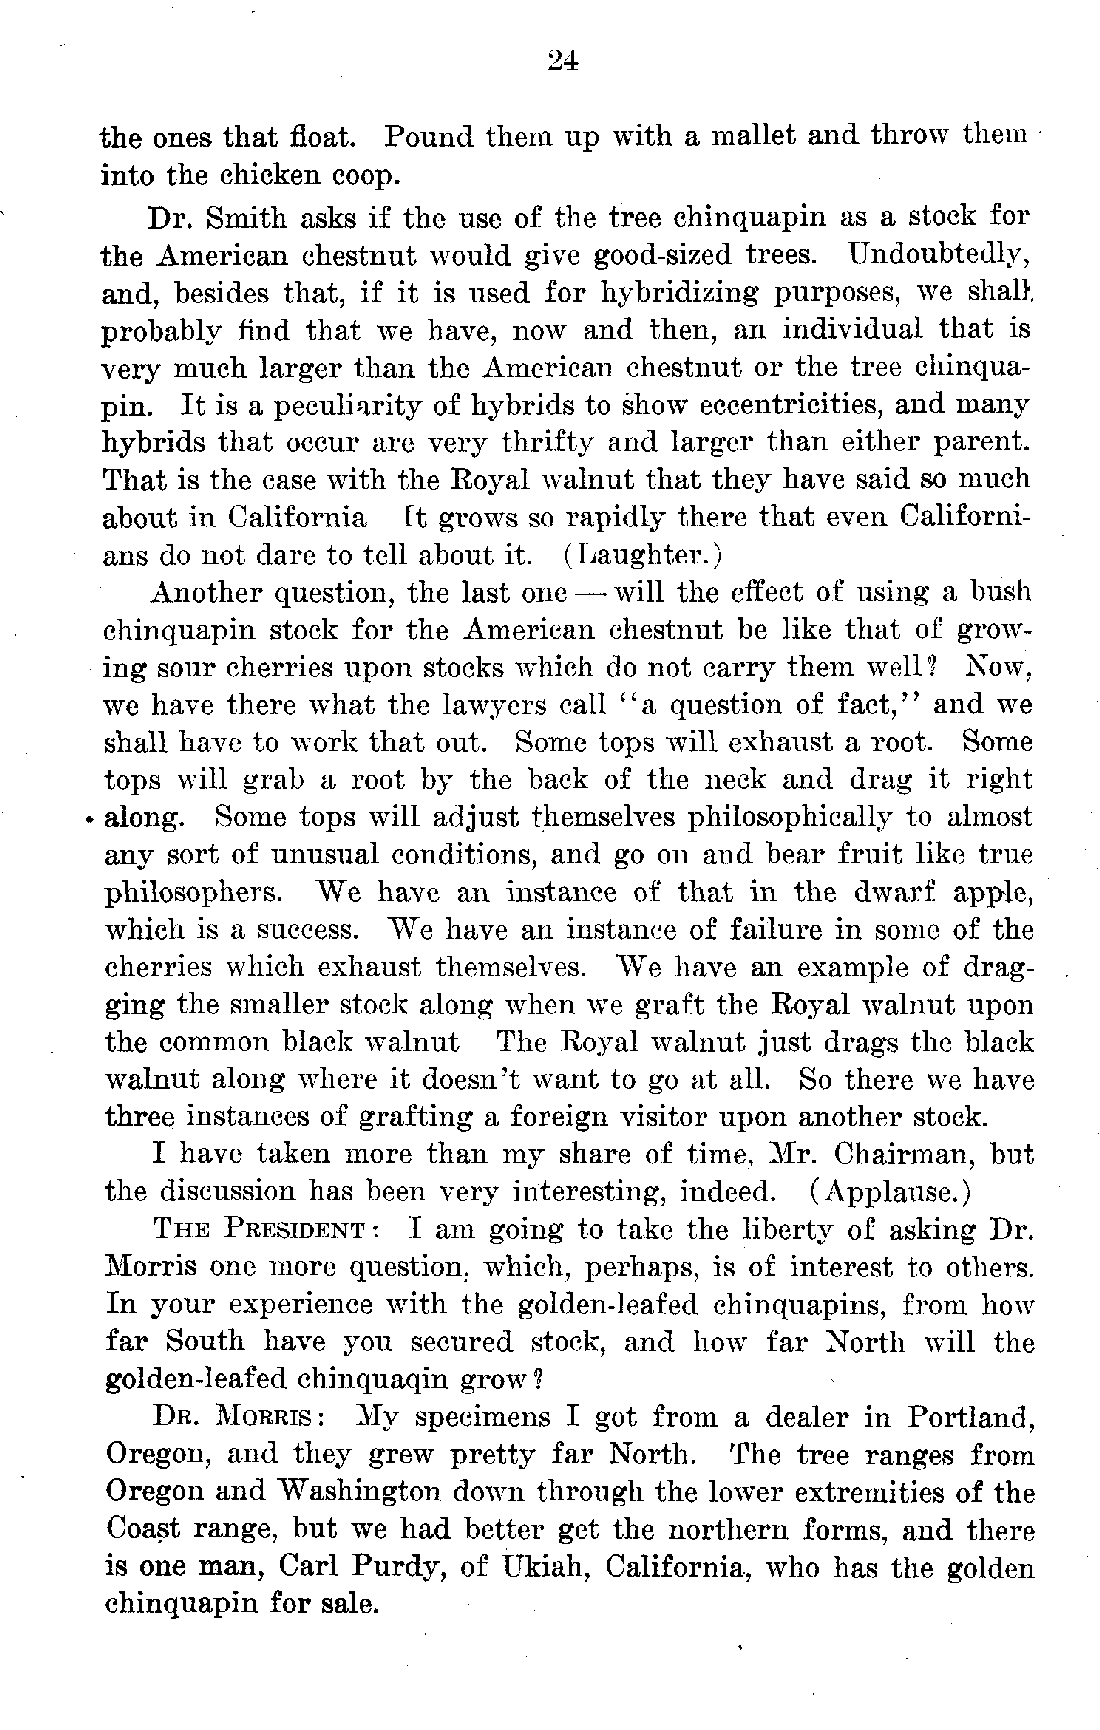 24
the ones that float. Pound them up with a mallet and throw them
into the chicken coop.
Dr. Smith asks if the use of the tree chinquapin as a stock for
the American chestnut would give good-sized trees. Undoubtedly,
and, besides that, if it is used for hybridizing purposes, we shall
probably find that we have, now and then, an individual that is
very much larger than the American chestnut or the tree chinqua-
pin. It is a peculiarity of hybrids to show eccentricities, and many
hybrids that occur are very thrifty and larger than either parent.
That is the case with the Royal walnut that they have said so much
about in California It grows so rapidly there that even Californi-
ans do not dare to tell about it. (Laughter.)
Another question, the last one — will the effect of using a bush
chinquapin stock for the American chestnut be like that of grow-
ing sour cherries upon stocks which do not carry them well? Now,
we have there what the lawyers call "a question of fact," and we
shall have to work that out. Some tops will exhaust a root. Some
tops will grab a root by the back of the neck and drag it right
along. Some tops will adjust themselves philosophically to almost
any sort of unusual conditions, and go on and bear fruit like true
philosophers. We have an instance of that in the dwarf apple,
which is a success. We have an instance of failure in some of the
cherries which exhaust themselves. We have an example of drag-
ging the smaller stock along when we graft the Royal walnut upon
the common black walnut The Royal walnut just drags the black
walnut along where it doesn't want to go at all. So there we have
three instances of grafting a foreign visitor upon another stock.
I have taken more than my share of time, Mr. Chairman, but
the discussion has been very interesting, indeed. (Applause.)
THE PRESIDENT: I am going to take the liberty of asking Dr.
Morris one more question, which, perhaps, is of interest to others.
In your experience with the golden-leafed chinquapins, from how
far South have you secured stock, and how far North will the
golden-leafed chinquaqin grow?
DR. MORRIS: My specimens I got from a dealer in Portland,
Oregon, and they grew pretty far North. The tree ranges from
Oregon and Washington down through the lower extremities of the
Coast range, but we had better get the northern forms, and there
is one man, Carl Purdy, of Ukiah, California, who has the golden
chinquapin for sale.